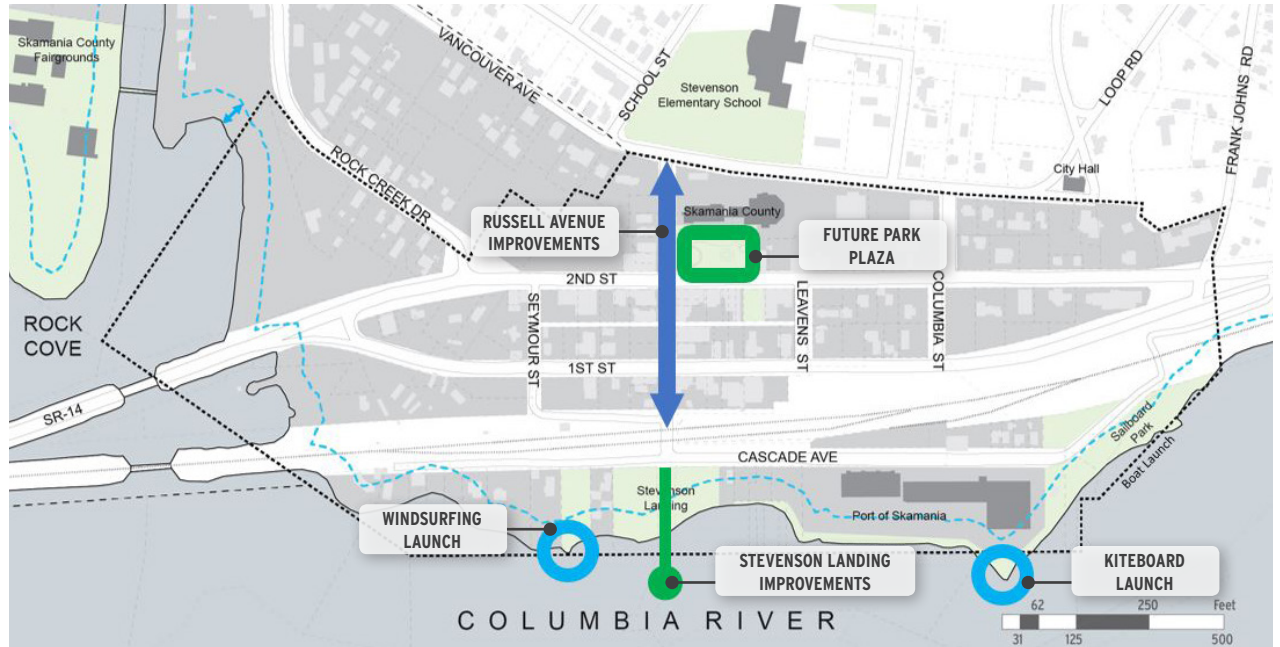 Skamania County
Fairgrounds
VANCOUVER AVE
SCHOOL ST
Stevenson
Elementary School
LOOP RD
FRANK JOHNS RD
City Hall
ROCK CREEK DR
RUSSELL AVENUE
IMPROVEMENTS
Skamania County
FUTURE PARK
PLAZA
2ND ST
SEYMOUR ST
LEAVENS ST
COLUMBIA ST
ROCK
COVE
1ST ST
SR-14
CASCADE AVE
Sailboard
Park
Boat Launch
Stevenson
Landing
Port of Skamania
WINDSURFING
LAUNCH
STEVENSON LANDING
IMPROVEMENTS
KITEBOARD
LAUNCH
COLUMBIA RIVER
62 250 Feet
31 125 500